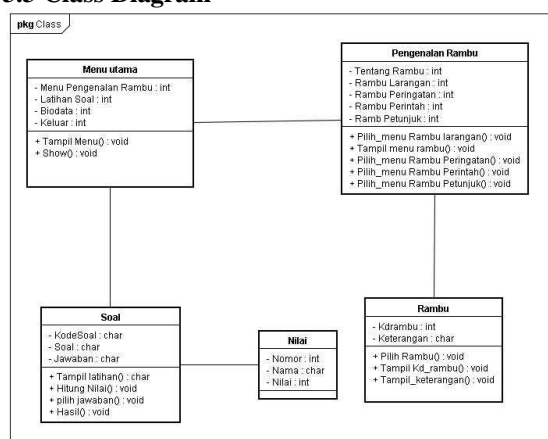 3.3 Class Diagram
pkg Class
Menu utama
- Menu Pengenalan Rambu : int
- Latihan Soal : int
- Biodata : int
- Keluar : int
+ Tampil Menu() : void
+ Show() : void
Pengenalan Rambu
- Tentang Rambu : int
- Rambu Larangan : int
- Rambu Peringatan : int
- Rambu Perintah : int
- Ramb Petunjuk : int
+ Pilih_menu Rambu larangan() : void
+ Tampil menu rambu() : void
+ Pilih_menu Rambu Peringatan() : void
+ Pilih_menu Rambu Perintah() : void
+ Pilih_menu Rambu Petunjuk() : void
Soal
- KodeSoal : char
- Soal : char
- Jawaban : char
+ Tampil latihan() : char
+ Hitung Nilai() : void
+ pilih jawaban() : void
+ Hasil() : void
Nilai
- Nomor : int
- Nama : char
- Nilai : int
Rambu
- Kdrambu : int
- Keterangan : char
+ Pilih Rambu() : void
+ Tampil Kd_rambu() : void
+ Tampil_keterangan() : void